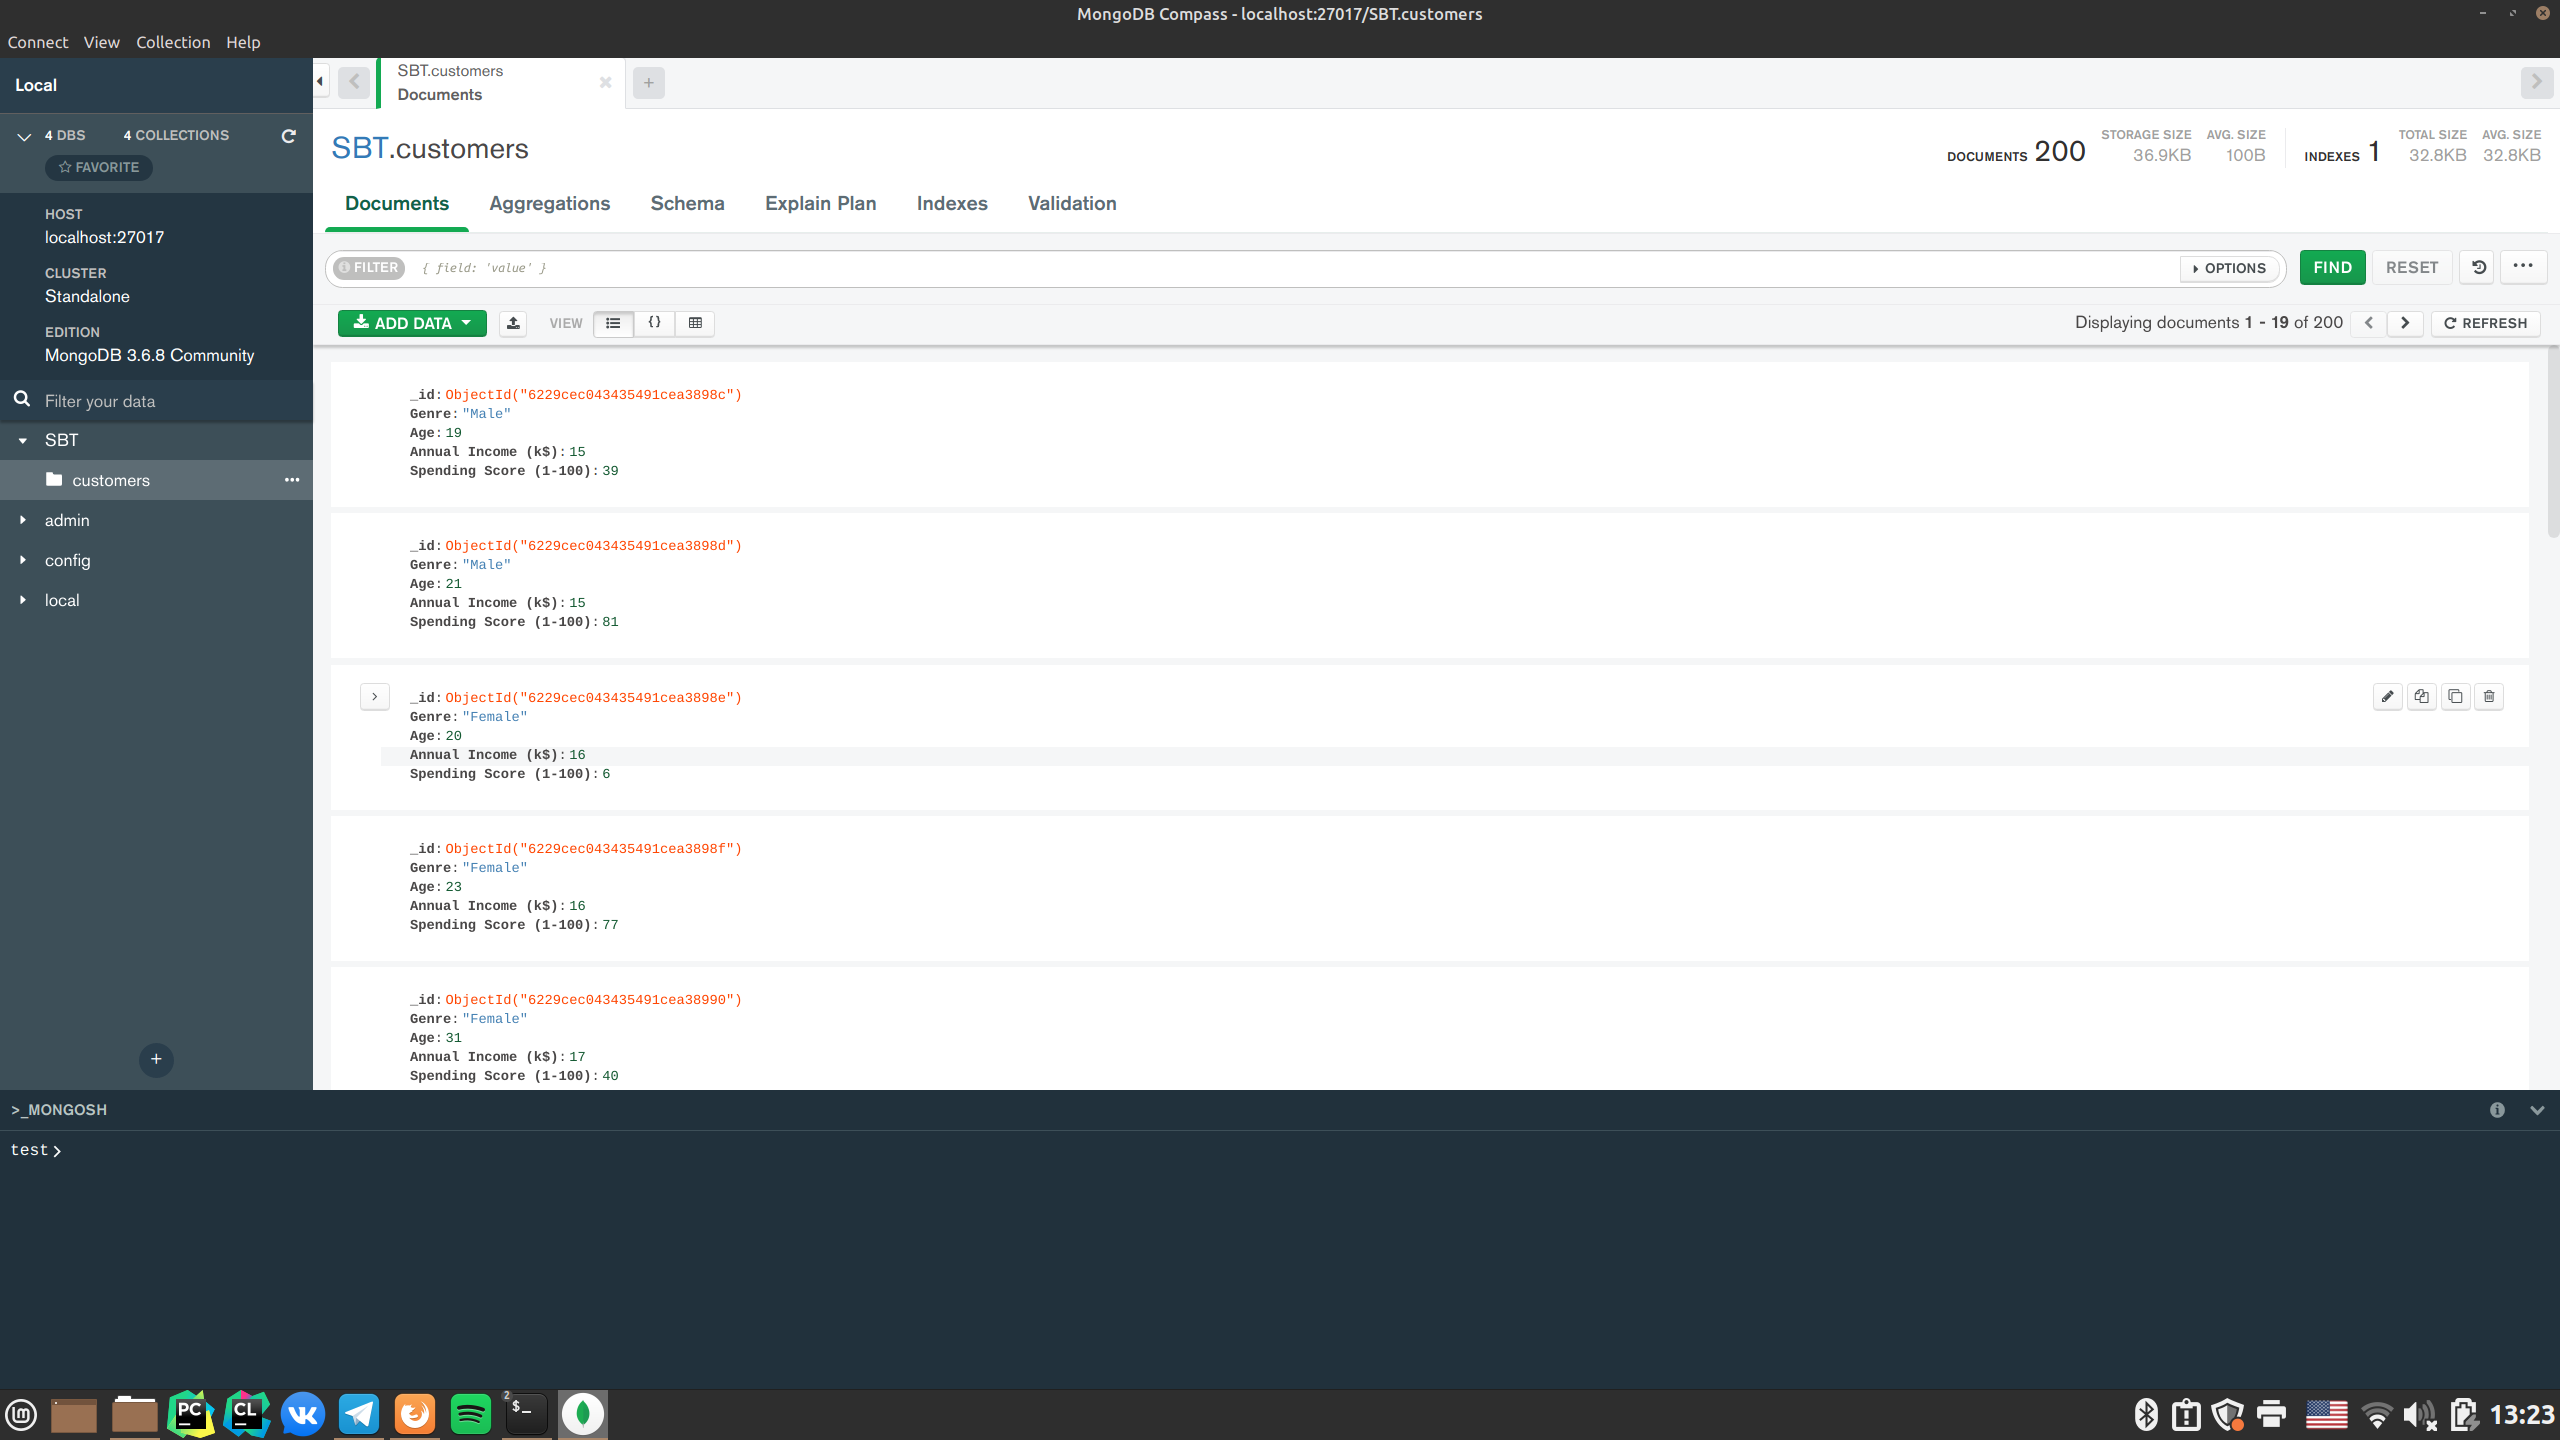 MongoDB Compass - localhost:27017/SBT.customers
Connect View Collection Help
Local
SBT.customers
Documents
4 DBS 4 COLLECTIONS
FAVORITE
SBT.customers
DOCUMENTS 200
STORAGE SIZE AVG. SIZE
36.9KB 100B
INDEXES 1
TOTAL SIZE AVG. SIZE
32.8KB 32.8KB
Documents Aggregations Schema Explain Plan Indexes Validation
HOST
localhost:27017
CLUSTER
Standalone
EDITION
MongoDB 3.6.8 Community
Filter your data
SBT
customers
admin
config
local
FILTER { field: 'value' } OPTIONS FIND RESET
ADD DATA VIEW {} Displaying documents 1 - 19 of 200 REFRESH
_id: ObjectId("6229cec043435491cea3898c")
Genre: "Male"
Age: 19
Annual Income (k$): 15
Spending Score (1-100): 39
_id: ObjectId("6229cec043435491cea3898d")
Genre: "Male"
Age: 21
Annual Income (k$): 15
Spending Score (1-100): 81
_id: ObjectId("6229cec043435491cea3898e")
Genre: "Female"
Age: 20
Annual Income (k$): 16
Spending Score (1-100): 6
_id: ObjectId("6229cec043435491cea3898f")
Genre: "Female"
Age: 23
Annual Income (k$): 16
Spending Score (1-100): 77
_id: ObjectId("6229cec043435491cea38990")
Genre: "Female"
Age: 31
Annual Income (k$): 17
Spending Score (1-100): 40
>_MONGOSH
test>
PC CL 2 $_ 13:23